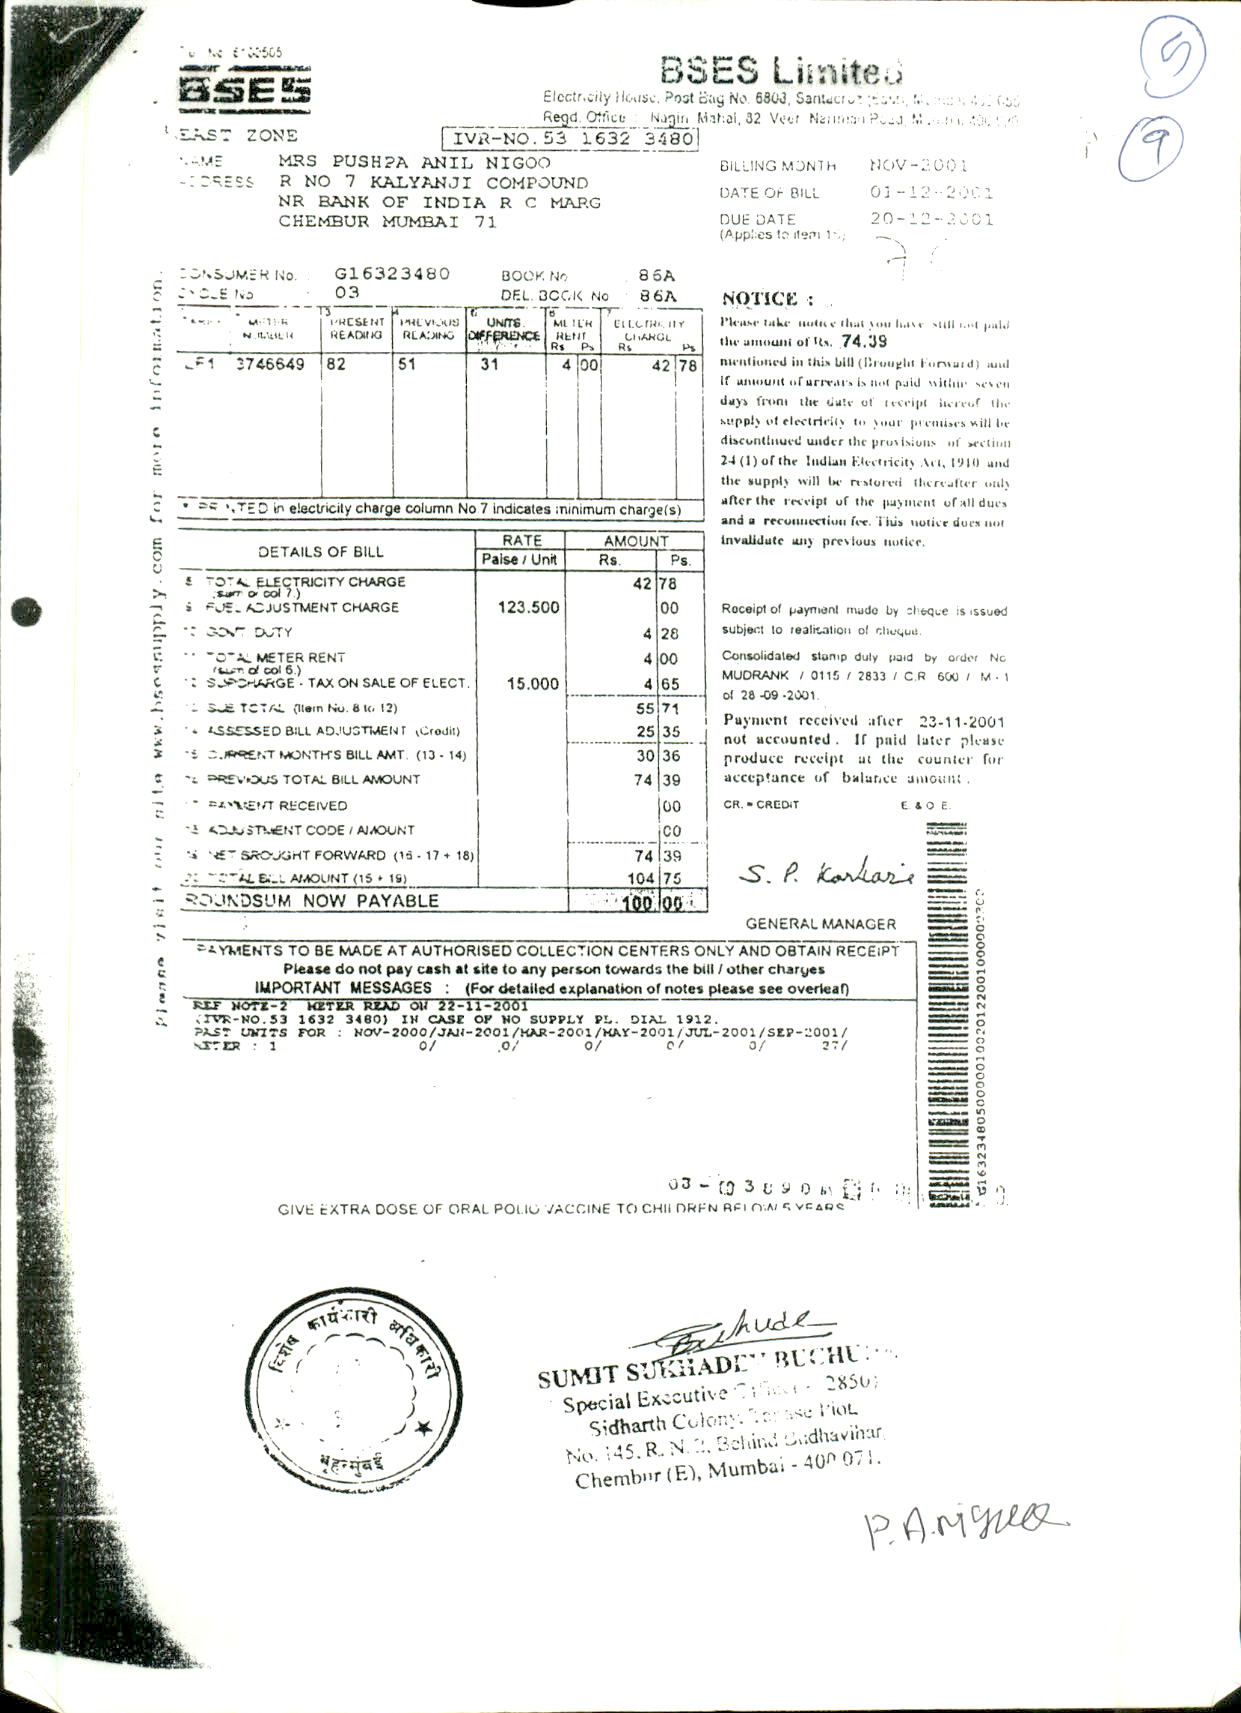 5
9
BSES
BSES Limited
Electricity House, Post Bag No. 6803, Santacruz (East),
Regd. Office : Nagin Mahal, 82 Veer Nariman Road,
EAST ZONE
IVR-NO. 53 1632 3480
NAME MRS PUSHPA ANIL NIGOO
ADDRESS R NO 7 KALYANJI COMPOUND
NR BANK OF INDIA R C MARG
CHEMBUR MUMBAI 71
BILLING MONTH NOV-2001
DATE OF BILL 01-12-2001
DUE DATE 20-12-2001
(Applies to item 15)
CONSUMER No. : G16323480 BOOK No 86A
CYCLE No 03 DEL. BOOK No 86A
METER NUMBER 3 PRESENT READING 4 PREVIOUS READING UNITS DIFFERENCE 6 METER RENT Rs Ps 7 ELECTRICITY CHARGE Rs Ps
3746649 82 51 31 4 00 42 78
PRINTED in electricity charge column No 7 indicates minimum charge(s)
NOTICE :
Please take notice that you have still not paid
the amount of Rs. 74.39
mentioned in this bill (Brought Forward) and
if amount of arrears is not paid within seven
days from the date of receipt hereof the
supply of electricity to your premises will be
discontinued under the provisions of section
24 (1) of the Indian Electricity Act, 1910 and
the supply will be restored thereafter only
after the receipt of the payment of all dues
and a reconnection fee. This notice does not
invalidate any previous notice.
DETAILS OF BILL RATE Paise / Unit AMOUNT Rs. Ps.
8 TOTAL ELECTRICITY CHARGE 42 78
(sum of col 7.)
9 FUEL ADJUSTMENT CHARGE 123.500 00
10 GOVT DUTY 4 28
11 TOTAL METER RENT 4 00
(sum of col 6.)
12 SURCHARGE - TAX ON SALE OF ELECT. 15.000 4 65
13 SUB TOTAL (Item No. 8 to 12) 55 71
14 ASSESSED BILL ADJUSTMENT (Credit) 25 35
15 CURRENT MONTH'S BILL AMT. (13 - 14) 30 36
16 PREVIOUS TOTAL BILL AMOUNT 74 39
17 PAYMENT RECEIVED 00
18 ADJUSTMENT CODE / AMOUNT 00
19 NET BROUGHT FORWARD (16 - 17 + 18) 74 39
20 TOTAL BILL AMOUNT (15 + 19) 104 75
ROUNDSUM NOW PAYABLE 100 00
Receipt of payment made by cheque is issued
subject to realisation of cheque.
Consolidated stamp duty paid by order No
MUDRANK / 0115 / 2833 / C.R 600 / M - 1
of 28 -09 -2001.
Payment received after 23-11-2001
not accounted. If paid later please
produce receipt at the counter for
acceptance of balance amount.
CR. = CREDIT E. & O E.
S. P. Karkarie
GENERAL MANAGER
PAYMENTS TO BE MADE AT AUTHORISED COLLECTION CENTERS ONLY AND OBTAIN RECEIPT
Please do not pay cash at site to any person towards the bill / other charges
IMPORTANT MESSAGES : (For detailed explanation of notes please see overleaf)
REF NOTE-2 METER READ ON 22-11-2001
(IVR-NO.53 1632 3480) IN CASE OF NO SUPPLY PL. DIAL 1912.
PAST UNITS FOR : NOV-2000/JAN-2001/MAR-2001/MAY-2001/JUL-2001/SEP-2001/
METER : 1 0/ 0/ 0/ 0/ 0/ 27/
GIVE EXTRA DOSE OF ORAL POLIO VACCINE TO CHILDREN BELOW 5 YEARS
Please visit our site www.bsessupply.com for more information.
विशेष कार्यकारी अधिकारी
बृहन्मुंबई
SUMIT SUKHADEV
Special Executive
Sidharth Colony,
No. 145, R. N. 2, Behind Budhavihar,
Chembur (E), Mumbai - 400 071.
P. A. Nigoo